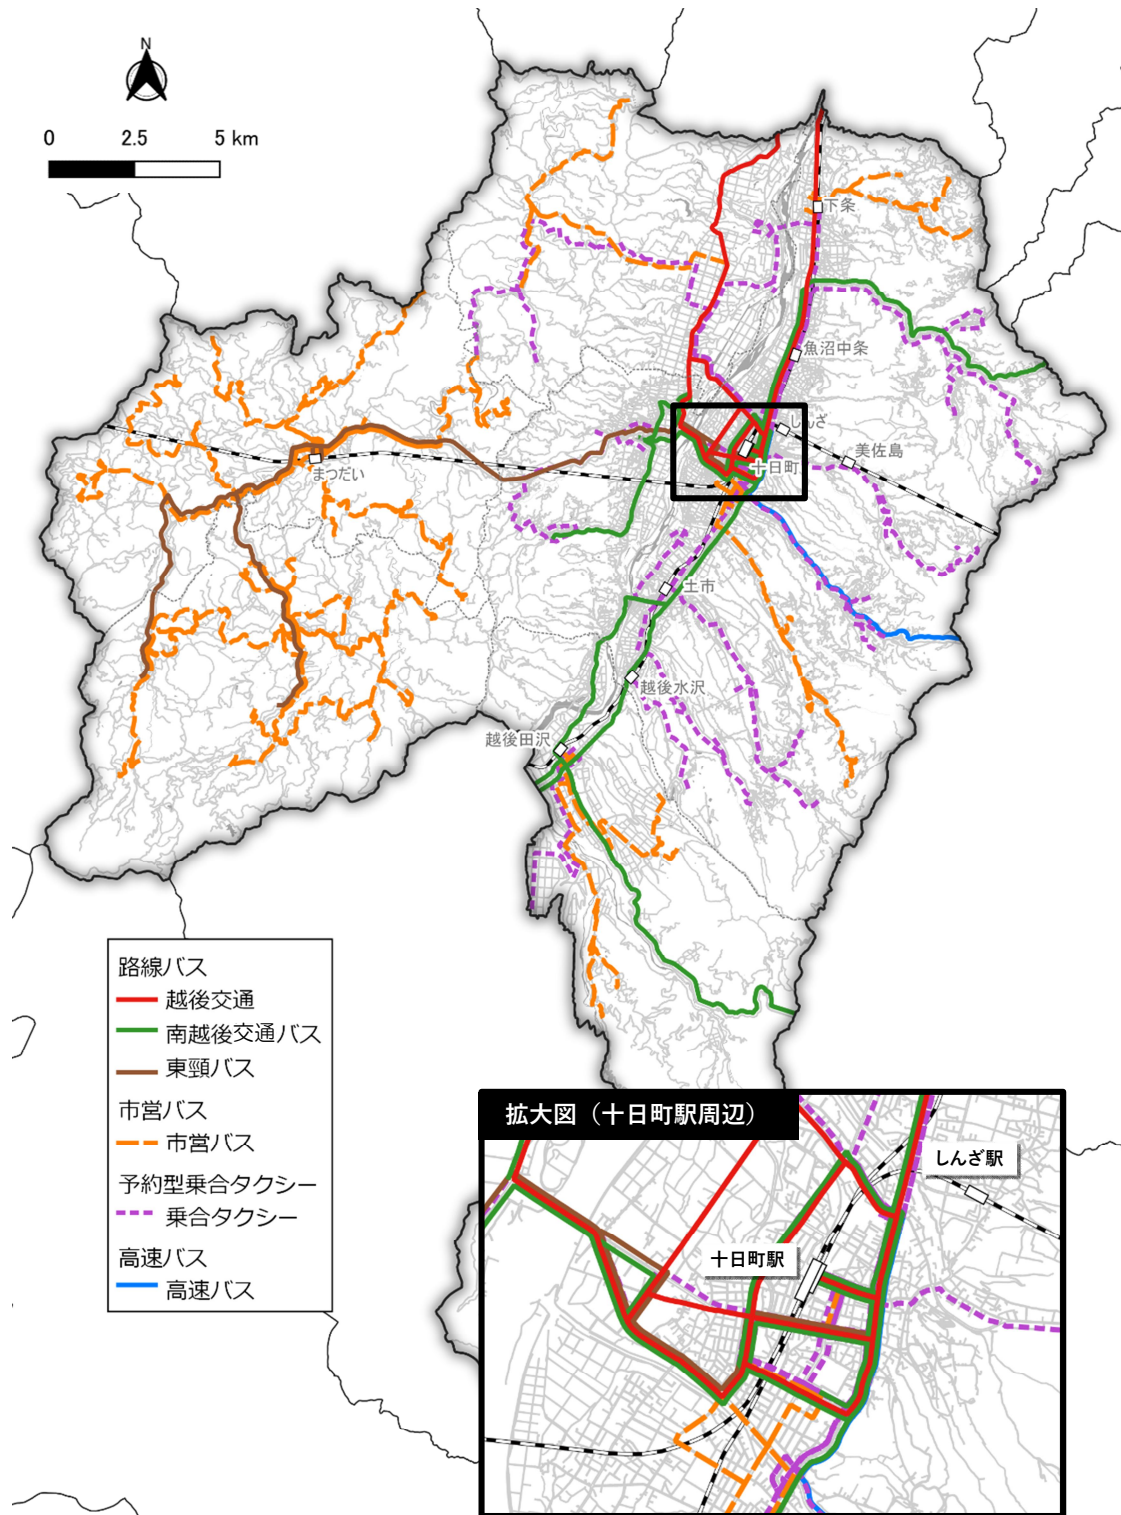 N
0 2.5 5 km
下条
魚沼中条
しんざ
美佐島
十日町
まつだい
土市
越後水沢
越後田沢
路線バス
越後交通
南越後交通バス
東頸バス
市営バス
市営バス
予約型乗合タクシー
乗合タクシー
高速バス
高速バス
拡大図（十日町駅周辺）
しんざ駅
十日町駅